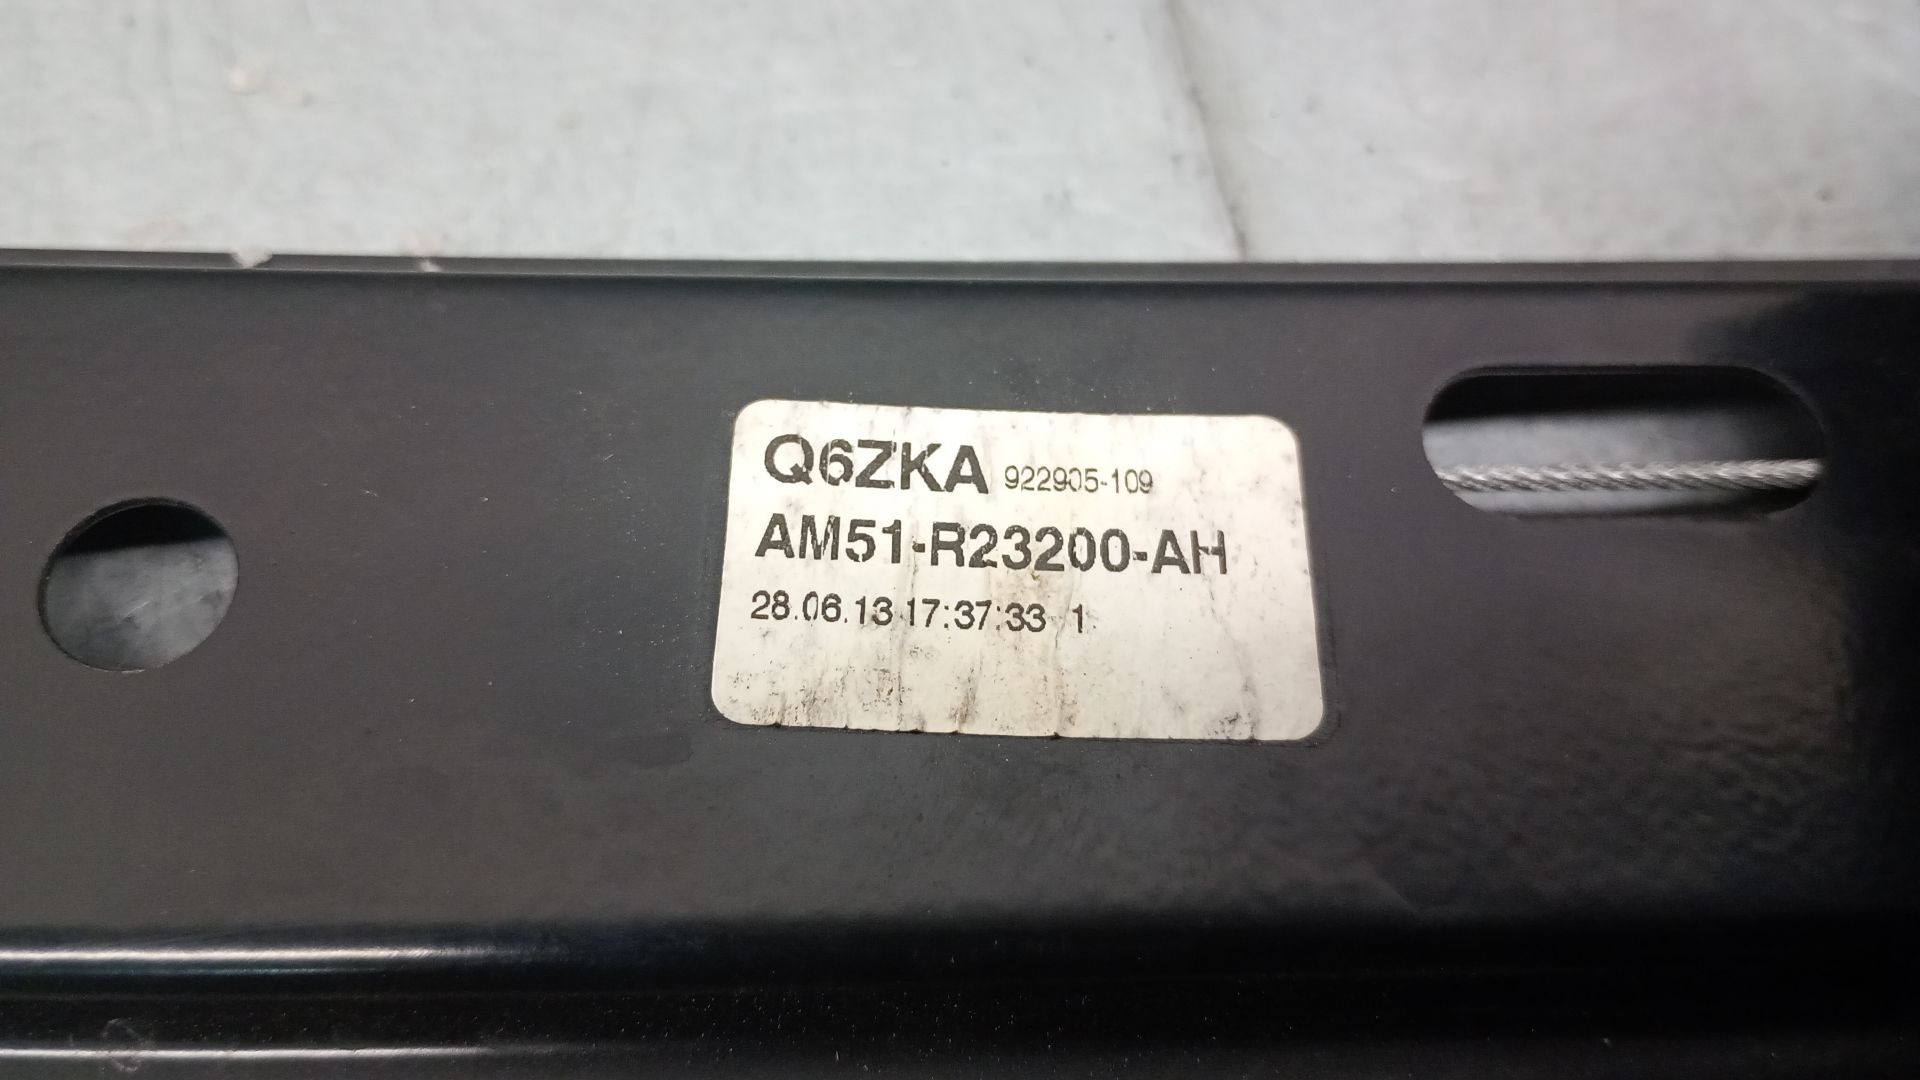 Q6ZKA 922905-109
AM51-R23200-AH
28.06.13 17:37:33 1